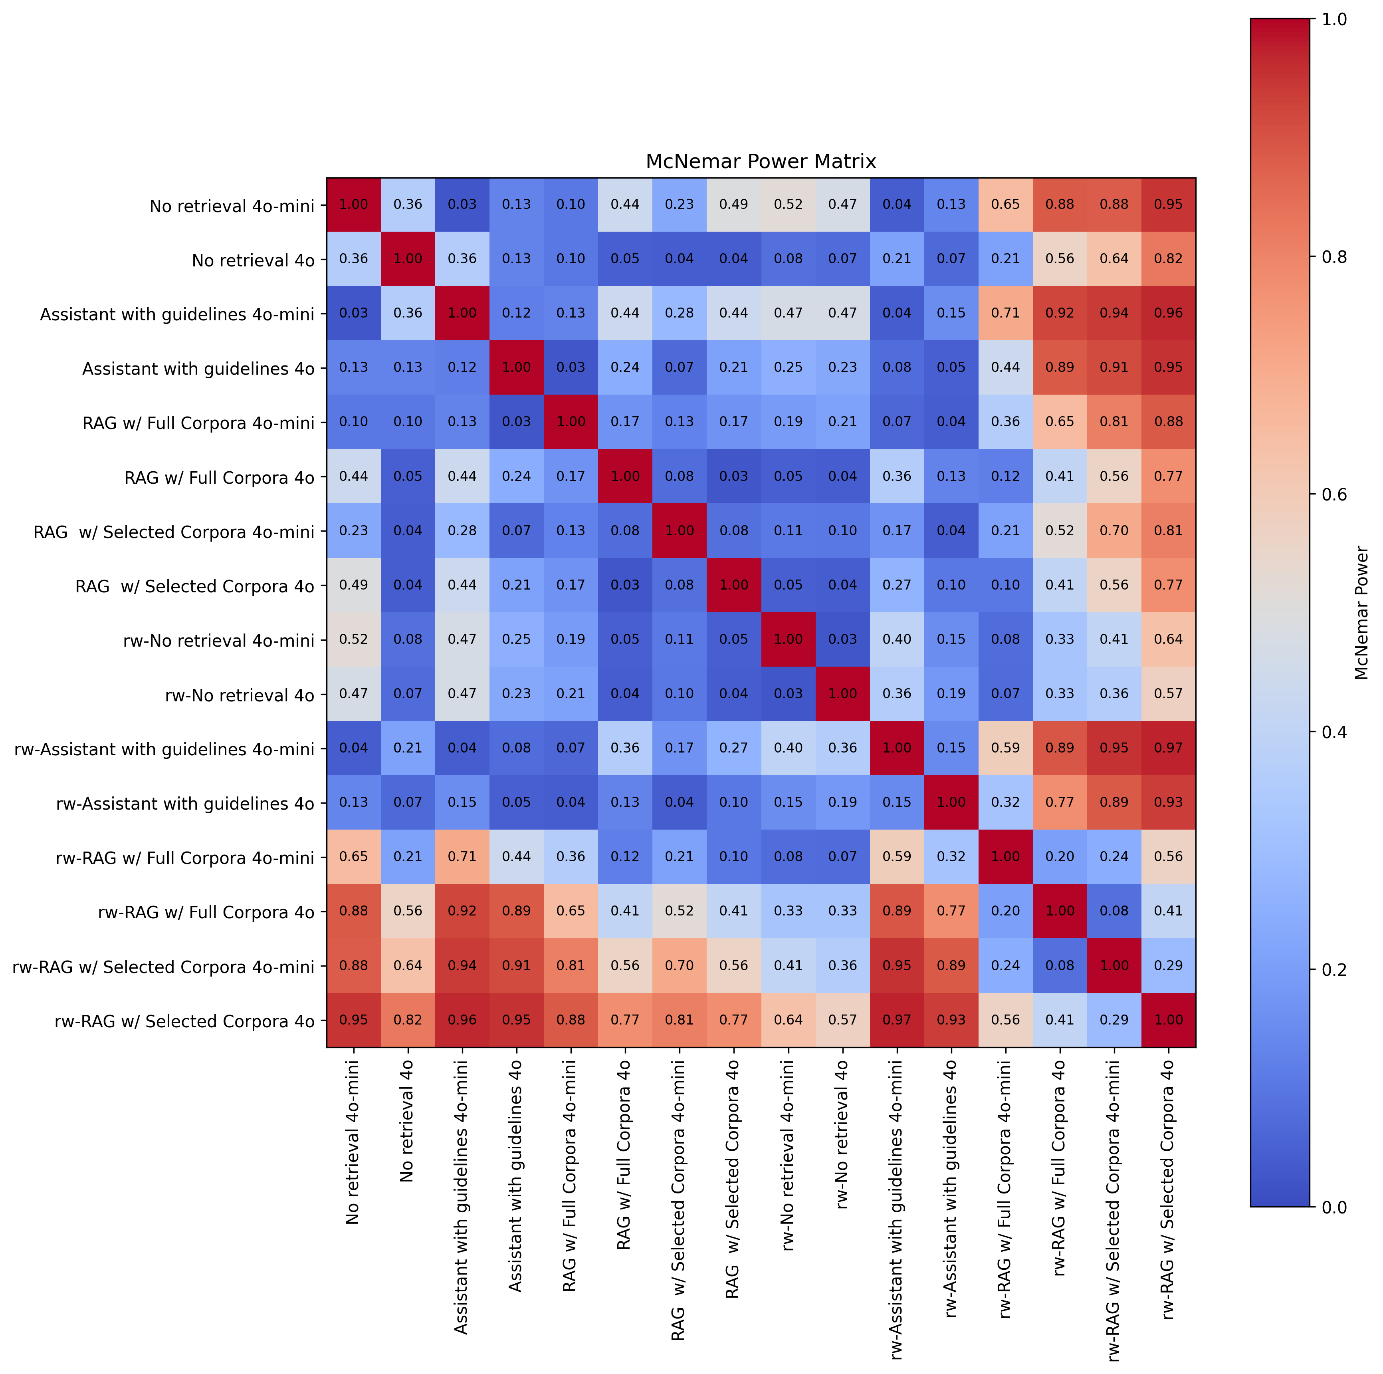 1.0
McNemar Power Matrix
No retrieval 4o-mini 1.00 0.36 0.03 0.13 0.10 0.44 0.23 0.49 0.52 0.47 0.04 0.13 0.65 0.88 0.88 0.95
No retrieval 4o 0.36 1.00 0.36 0.13 0.10 0.05 0.04 0.04 0.08 0.07 0.21 0.07 0.21 0.56 0.64 0.82
0.8
Assistant with guidelines 4o-mini 0.03 0.36 1.00 0.12 0.13 0.44 0.28 0.44 0.47 0.47 0.04 0.15 0.71 0.92 0.94 0.96
Assistant with guidelines 4o 0.13 0.13 0.12 1.00 0.03 0.24 0.07 0.21 0.25 0.23 0.08 0.05 0.44 0.89 0.91 0.95
RAG w/ Full Corpora 4o-mini 0.10 0.10 0.13 0.03 1.00 0.17 0.13 0.17 0.19 0.21 0.07 0.04 0.36 0.65 0.81 0.88
RAG w/ Full Corpora 4o 0.44 0.05 0.44 0.24 0.17 1.00 0.08 0.03 0.05 0.04 0.36 0.13 0.12 0.41 0.56 0.77
0.6
RAG  w/ Selected Corpora 4o-mini 0.23 0.04 0.28 0.07 0.13 0.08 1.00 0.08 0.11 0.10 0.17 0.04 0.21 0.52 0.70 0.81
RAG  w/ Selected Corpora 4o 0.49 0.04 0.44 0.21 0.17 0.03 0.08 1.00 0.05 0.04 0.27 0.10 0.10 0.41 0.56 0.77
McNemar Power
rw-No retrieval 4o-mini 0.52 0.08 0.47 0.25 0.19 0.05 0.11 0.05 1.00 0.03 0.40 0.15 0.08 0.33 0.41 0.64
rw-No retrieval 4o 0.47 0.07 0.47 0.23 0.21 0.04 0.10 0.04 0.03 1.00 0.36 0.19 0.07 0.33 0.36 0.57
0.4
rw-Assistant with guidelines 4o-mini 0.04 0.21 0.04 0.08 0.07 0.36 0.17 0.27 0.40 0.36 1.00 0.15 0.59 0.89 0.95 0.97
rw-Assistant with guidelines 4o 0.13 0.07 0.15 0.05 0.04 0.13 0.04 0.10 0.15 0.19 0.15 1.00 0.32 0.77 0.89 0.93
rw-RAG w/ Full Corpora 4o-mini 0.65 0.21 0.71 0.44 0.36 0.12 0.21 0.10 0.08 0.07 0.59 0.32 1.00 0.20 0.24 0.56
rw-RAG w/ Full Corpora 4o 0.88 0.56 0.92 0.89 0.65 0.41 0.52 0.41 0.33 0.33 0.89 0.77 0.20 1.00 0.08 0.41
rw-RAG w/ Selected Corpora 4o-mini 0.88 0.64 0.94 0.91 0.81 0.56 0.70 0.56 0.41 0.36 0.95 0.89 0.24 0.08 1.00 0.29
0.2
rw-RAG w/ Selected Corpora 4o 0.95 0.82 0.96 0.95 0.88 0.77 0.81 0.77 0.64 0.57 0.97 0.93 0.56 0.41 0.29 1.00
0.0
No retrieval 4o-mini
No retrieval 4o
Assistant with guidelines 4o-mini
Assistant with guidelines 4o
RAG w/ Full Corpora 4o-mini
RAG w/ Full Corpora 4o
RAG  w/ Selected Corpora 4o-mini
RAG  w/ Selected Corpora 4o
rw-No retrieval 4o-mini
rw-No retrieval 4o
rw-Assistant with guidelines 4o-mini
rw-Assistant with guidelines 4o
rw-RAG w/ Full Corpora 4o-mini
rw-RAG w/ Full Corpora 4o
rw-RAG w/ Selected Corpora 4o-mini
rw-RAG w/ Selected Corpora 4o